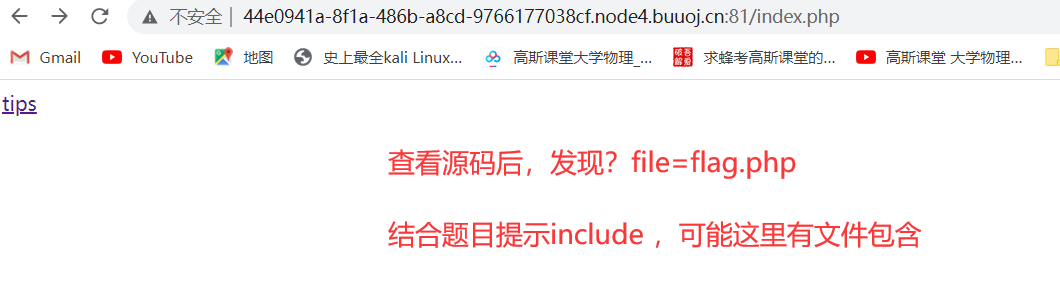 不安全 | 44e0941a-8f1a-486b-a8cd-9766177038cf.node4.buuoj.cn:81/index.php
Gmail YouTube 地图 史上最全kali Linux... 高斯课堂大学物理_... 求蜂考高斯课堂的... 高斯课堂 大学物理...
tips
查看源码后，发现？file=flag.php
结合题目提示include ，可能这里有文件包含